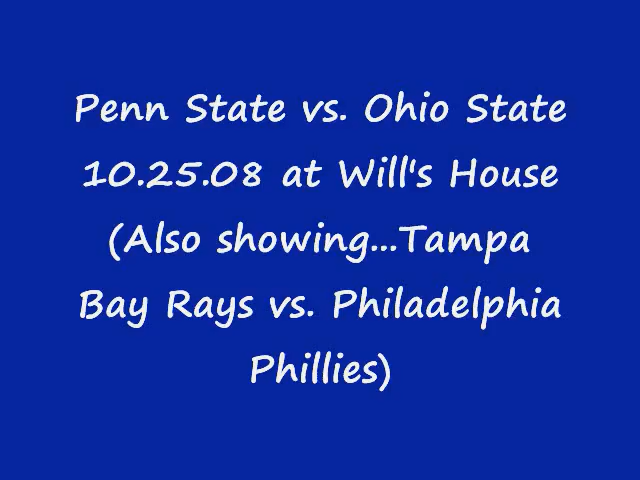 Penn State vs. Ohio State
10.25.08 at Will's House
(Also showing...Tampa
Bay Rays vs. Philadelphia
Phillies)